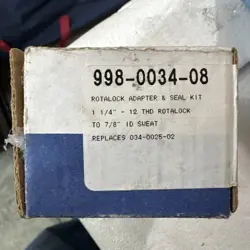 998-0034-08
ROTALOCK ADAPTER & SEAL KIT
1 1/4" - 12 THD ROTALOCK
TO 7/8" ID SWEAT
REPLACES 034-0025-02